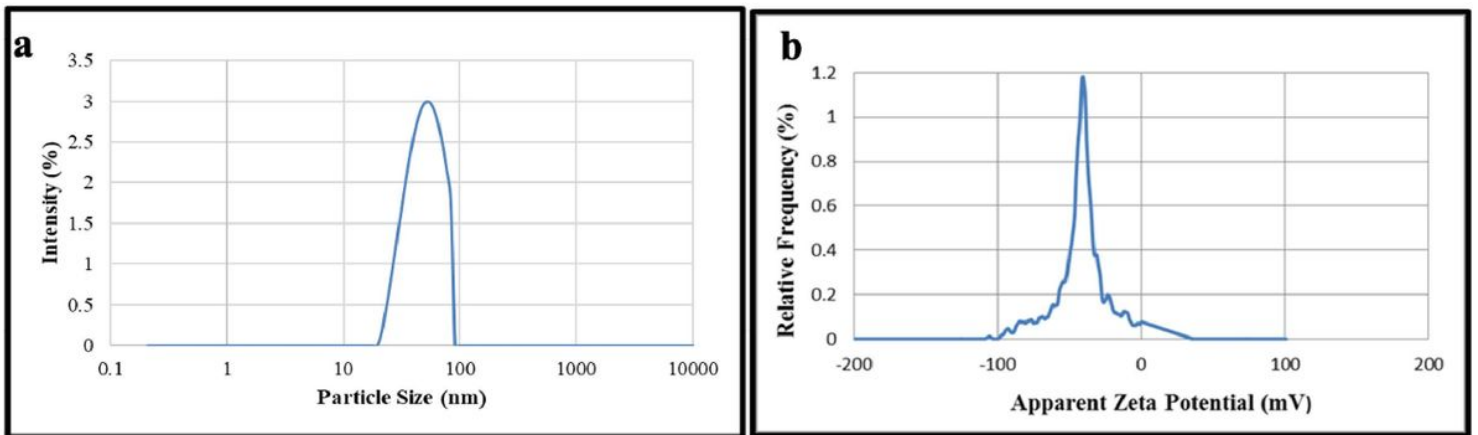 a
3.5
3
2.5
2
1.5
1
0.5
0
Intensity (%)
0.1 1 10 100 1000 10000
Particle Size (nm)
b
1.2
1
0.8
0.6
0.4
0.2
0
Relative Frequency (%)
-200 -100 0 100 200
Apparent Zeta Potential (mV)